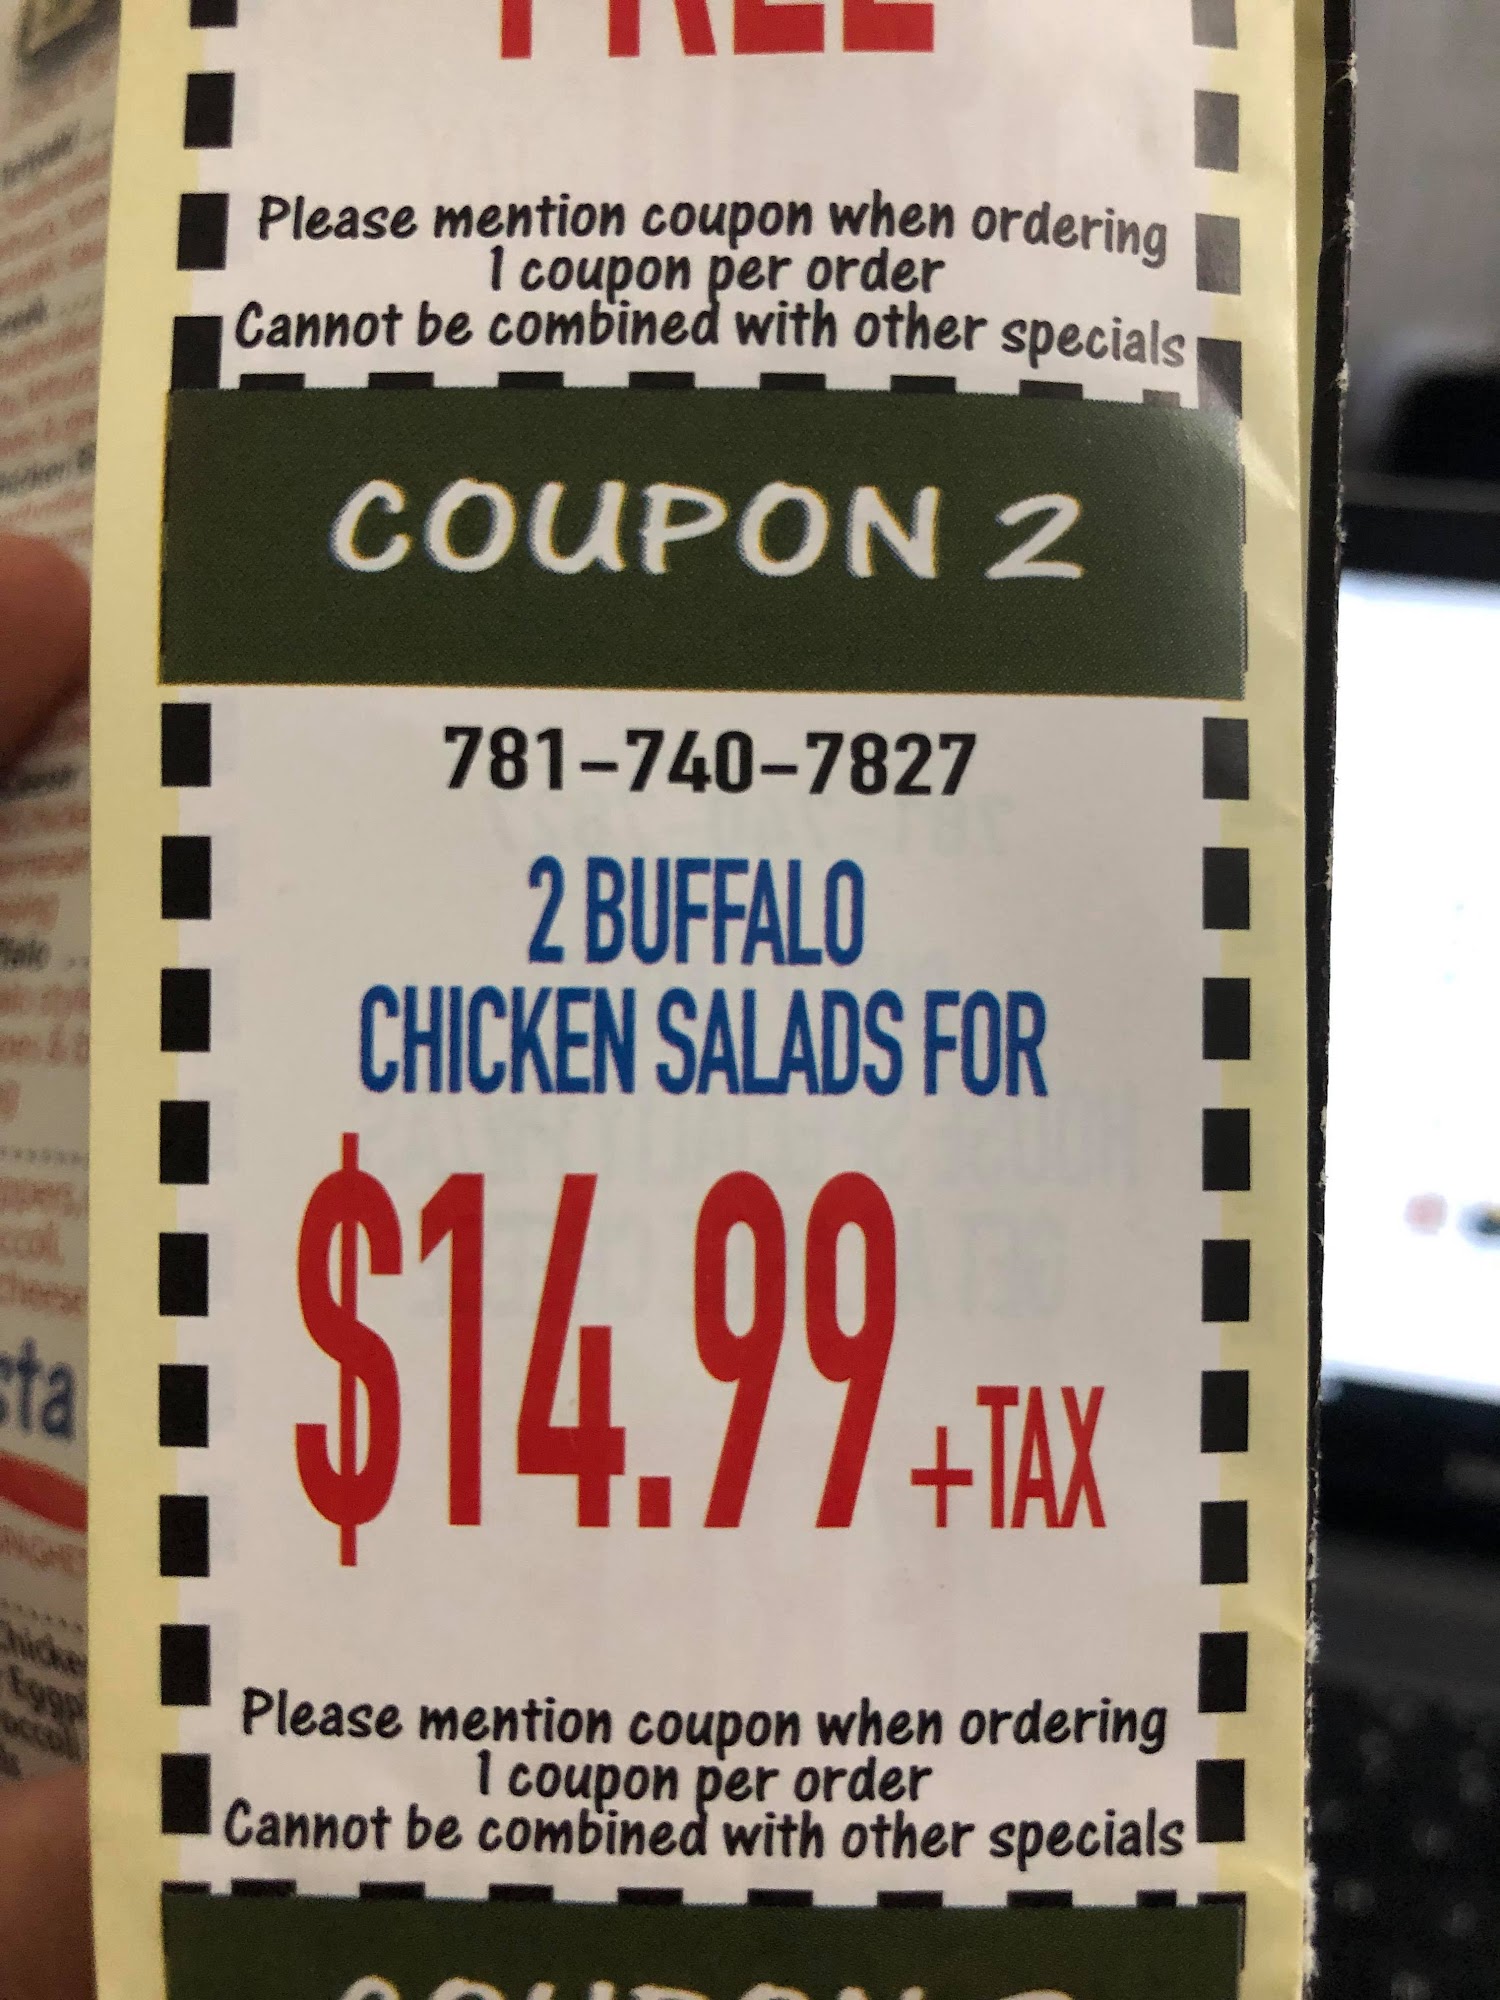 FREE
Please mention coupon when ordering
1 coupon per order
Cannot be combined with other specials
COUPON 2
781-740-7827
2 BUFFALO
CHICKEN SALADS FOR
$14.99 +TAX
Please mention coupon when ordering
1 coupon per order
Cannot be combined with other specials
COUPON